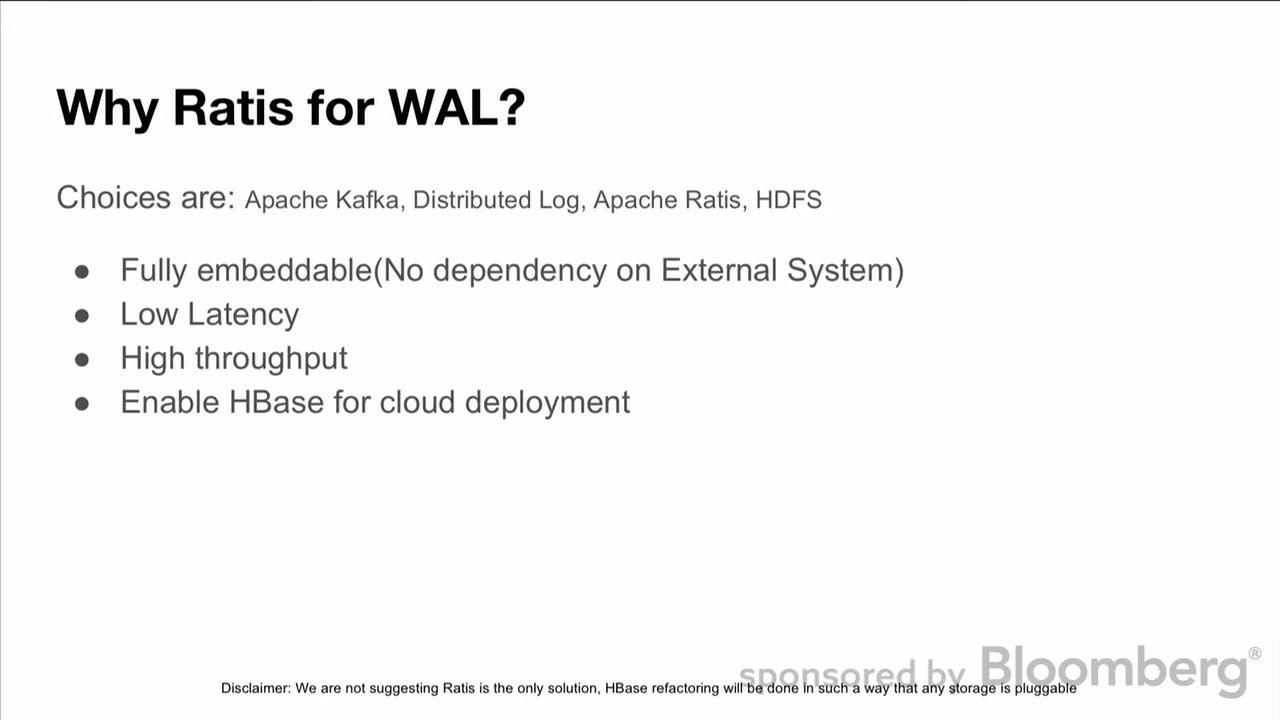 Why Ratis for WAL?
Choices are: Apache Kafka, Distributed Log, Apache Ratis, HDFS
● Fully embeddable(No dependency on External System)
● Low Latency
● High throughput
● Enable HBase for cloud deployment
sponsored by Bloomberg®
Disclaimer: We are not suggesting Ratis is the only solution, HBase refactoring will be done in such a way that any storage is pluggable